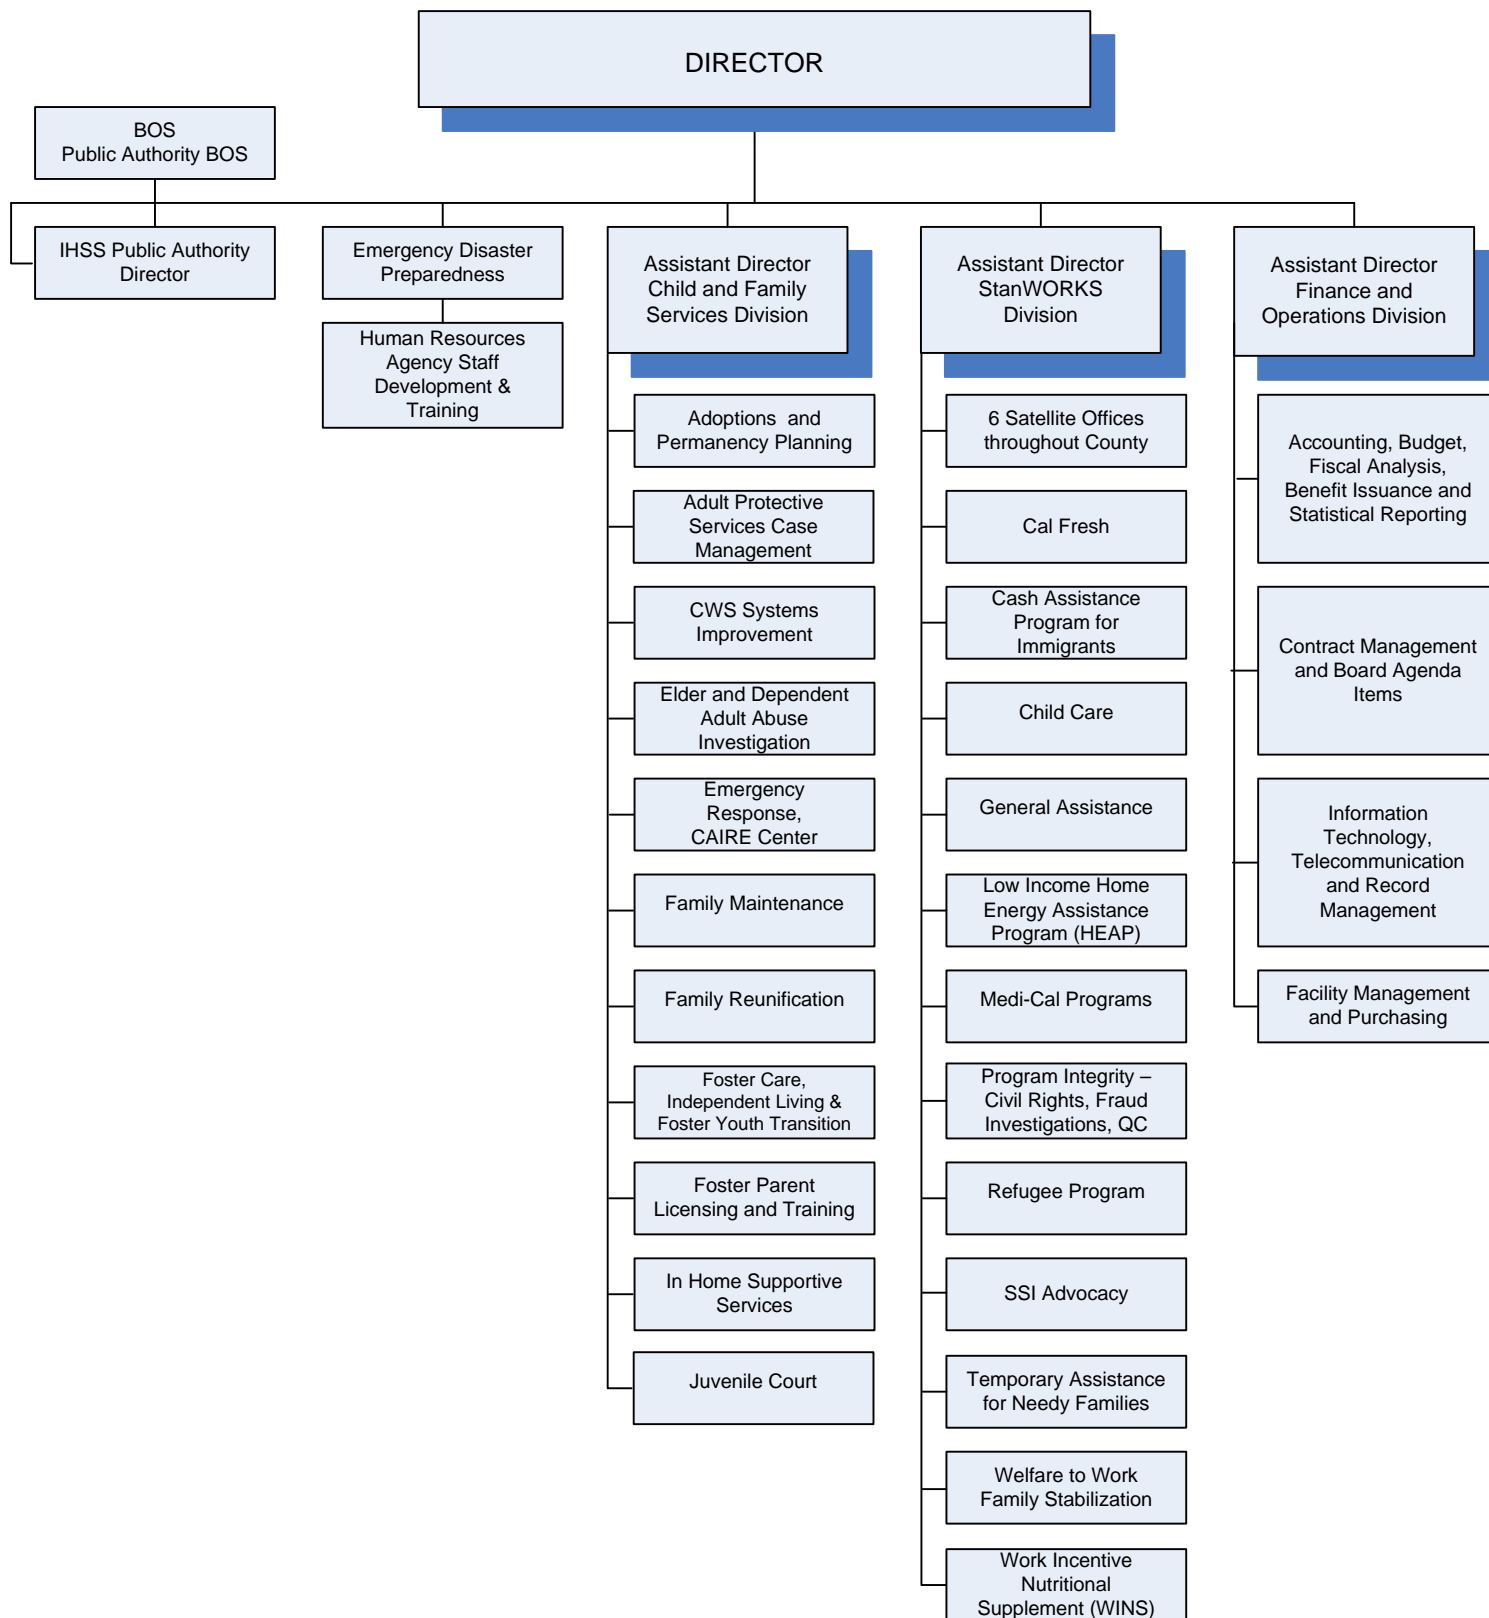 DIRECTOR
BOS
Public Authority BOS
IHSS Public Authority
Director
Emergency Disaster
Preparedness
Human Resources
Agency Staff
Development &
Training
Assistant Director
Child and Family
Services Division
Adoptions and
Permanency Planning
Adult Protective
Services Case
Management
CWS Systems
Improvement
Elder and Dependent
Adult Abuse
Investigation
Emergency
Response,
CAIRE Center
Family Maintenance
Family Reunification
Foster Care,
Independent Living &
Foster Youth Transition
Foster Parent
Licensing and Training
In Home Supportive
Services
Juvenile Court
Assistant Director
StanWORKS
Division
6 Satellite Offices
throughout County
Cal Fresh
Cash Assistance
Program for
Immigrants
Child Care
General Assistance
Low Income Home
Energy Assistance
Program (HEAP)
Medi-Cal Programs
Program Integrity –
Civil Rights, Fraud
Investigations, QC
Refugee Program
SSI Advocacy
Temporary Assistance
for Needy Families
Welfare to Work
Family Stabilization
Work Incentive
Nutritional
Supplement (WINS)
Assistant Director
Finance and
Operations Division
Accounting, Budget,
Fiscal Analysis,
Benefit Issuance and
Statistical Reporting
Contract Management
and Board Agenda
Items
Information
Technology,
Telecommunication
and Record
Management
Facility Management
and Purchasing